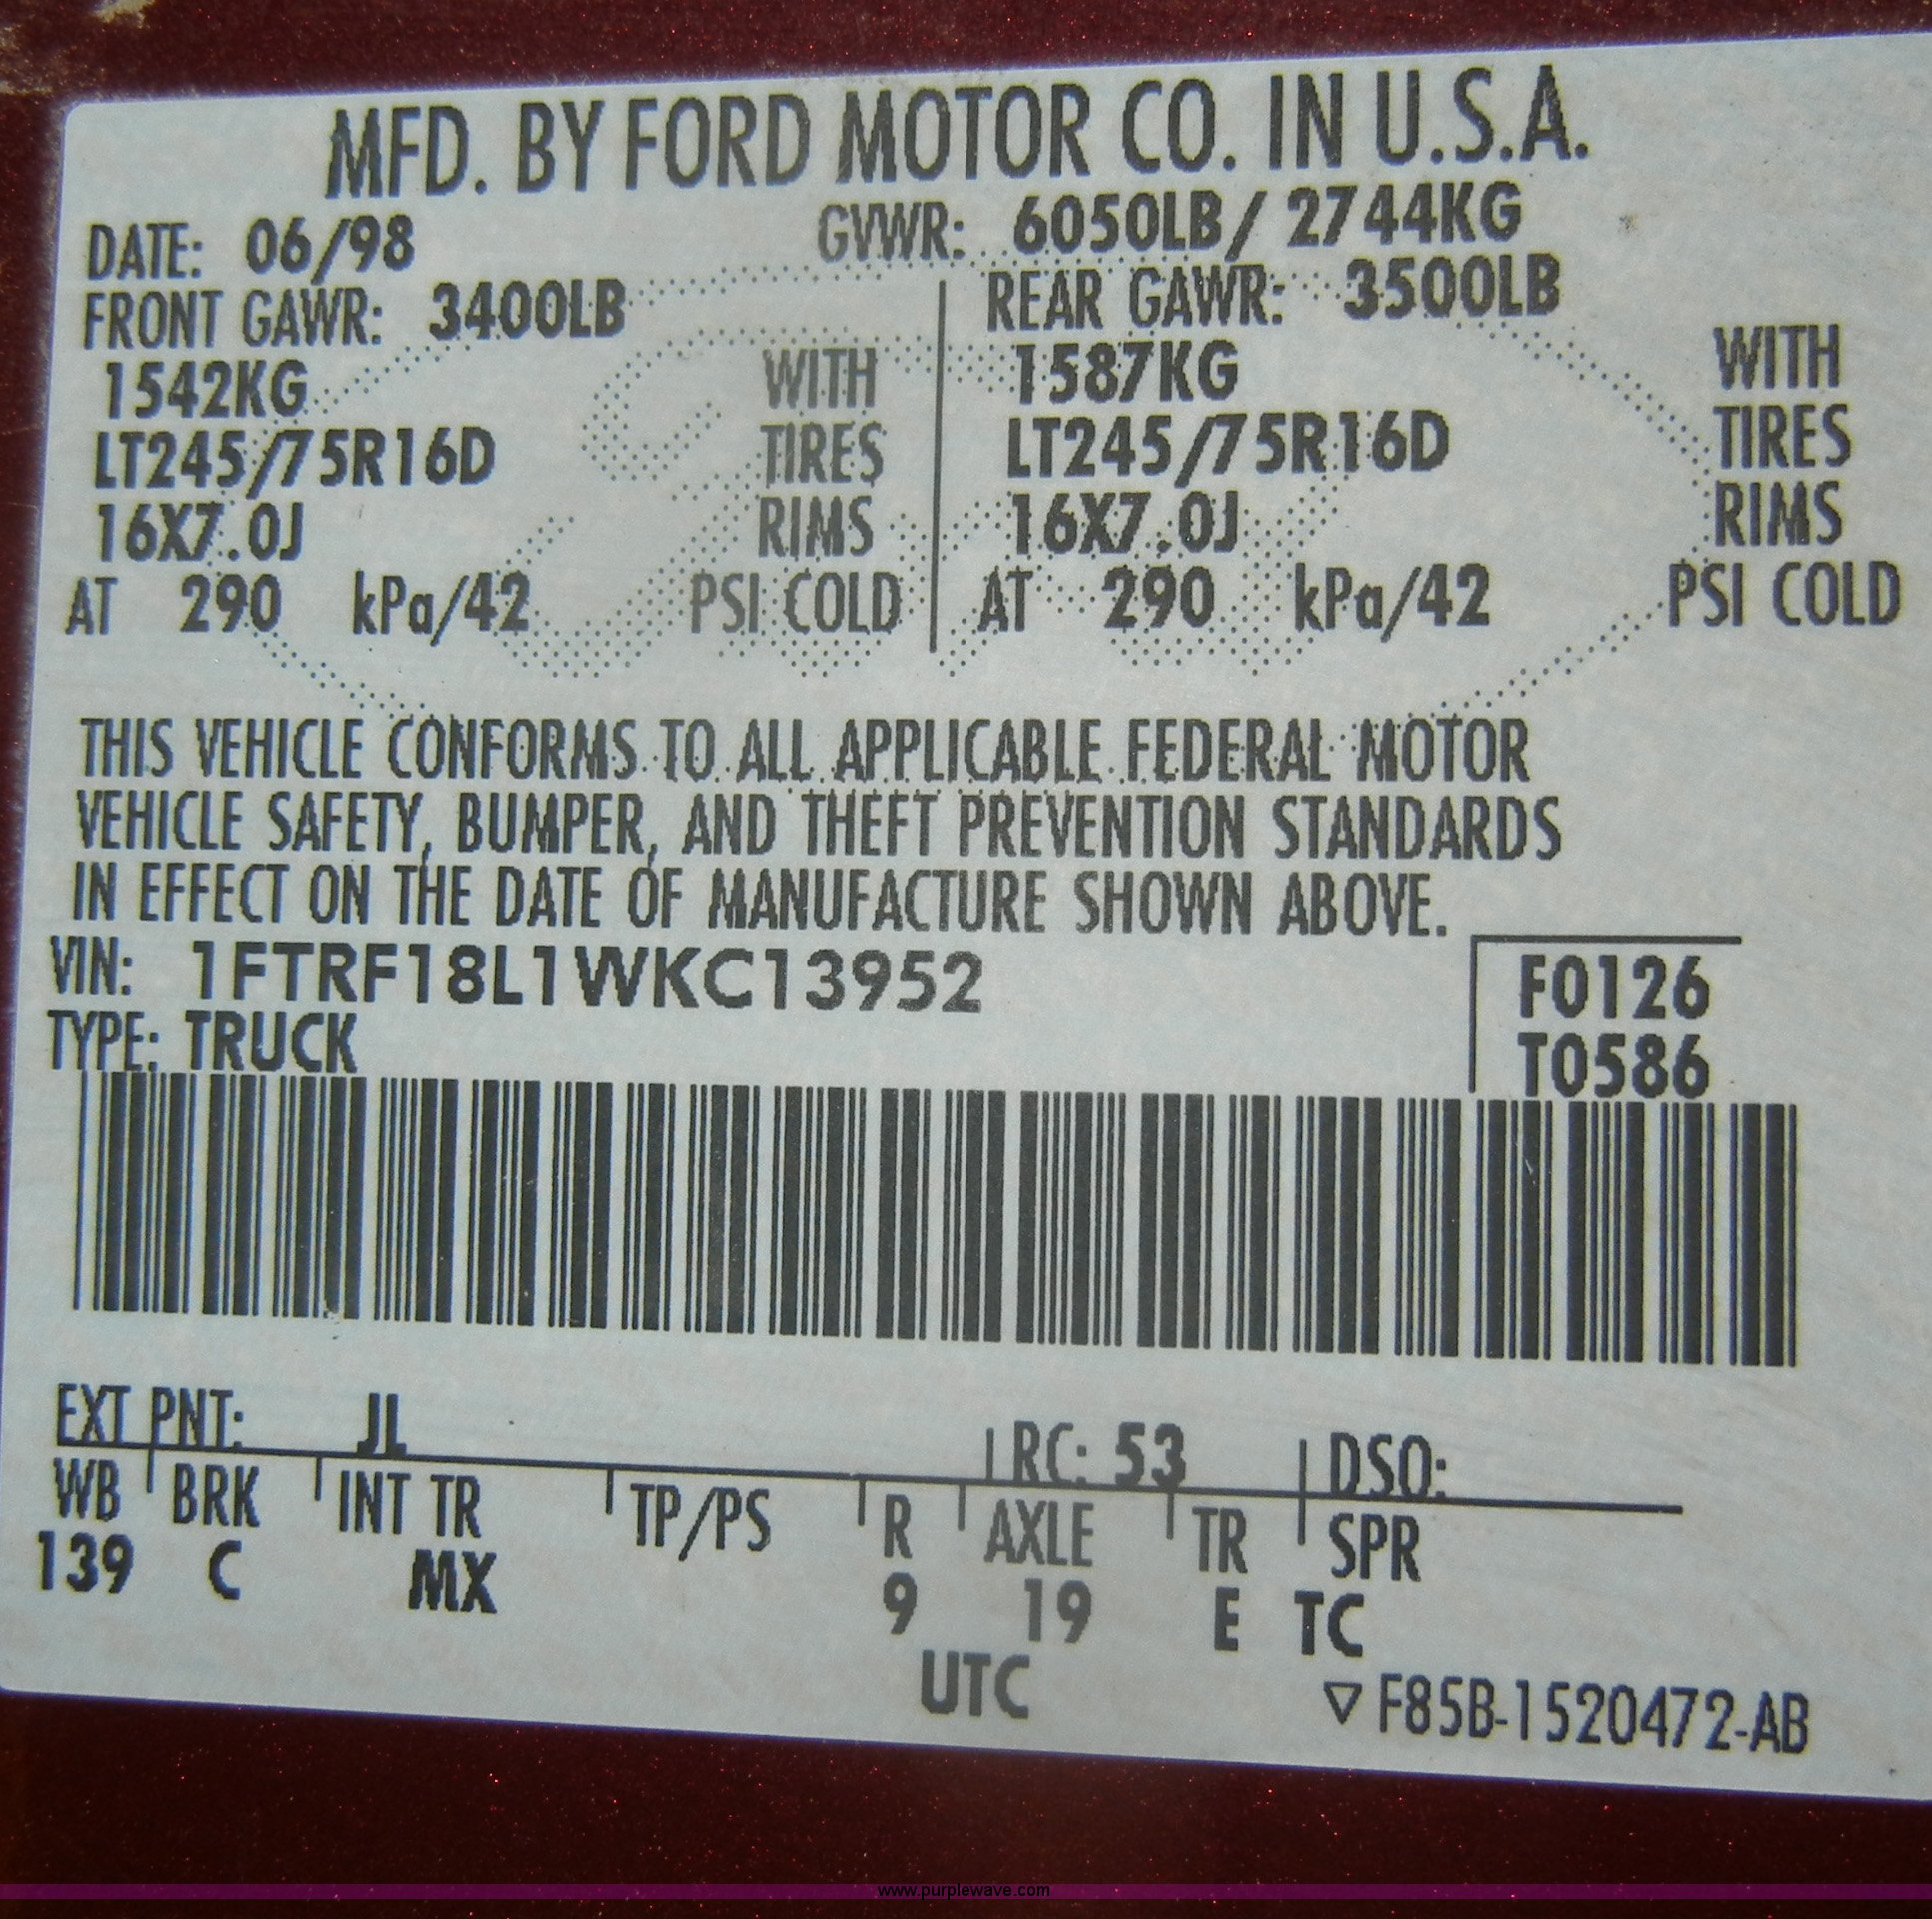 MFD. BY FORD MOTOR CO. IN U.S.A.
DATE: 06/98 GVWR: 6050LB/ 2744KG
FRONT GAWR: 3400LB REAR GAWR: 3500LB
1542KG WITH 1587KG WITH
LT245/75R16D TIRES LT245/75R16D TIRES
16X7.0J RIMS 16X7.0J RIMS
AT 290 kPa/42 PSI COLD AT 290 kPa/42 PSI COLD
THIS VEHICLE CONFORMS TO ALL APPLICABLE FEDERAL MOTOR
VEHICLE SAFETY, BUMPER, AND THEFT PREVENTION STANDARDS
IN EFFECT ON THE DATE OF MANUFACTURE SHOWN ABOVE.
VIN: 1FTRF18L1WKC13952 F0126
TYPE: TRUCK T0586
EXT PNT: JL RC: 53 DSO:
WB BRK INT TR TP/PS R AXLE TR SPR
139 C MX 9 19 E TC
UTC ▽ F85B-1520472-AB
www.purplewave.com